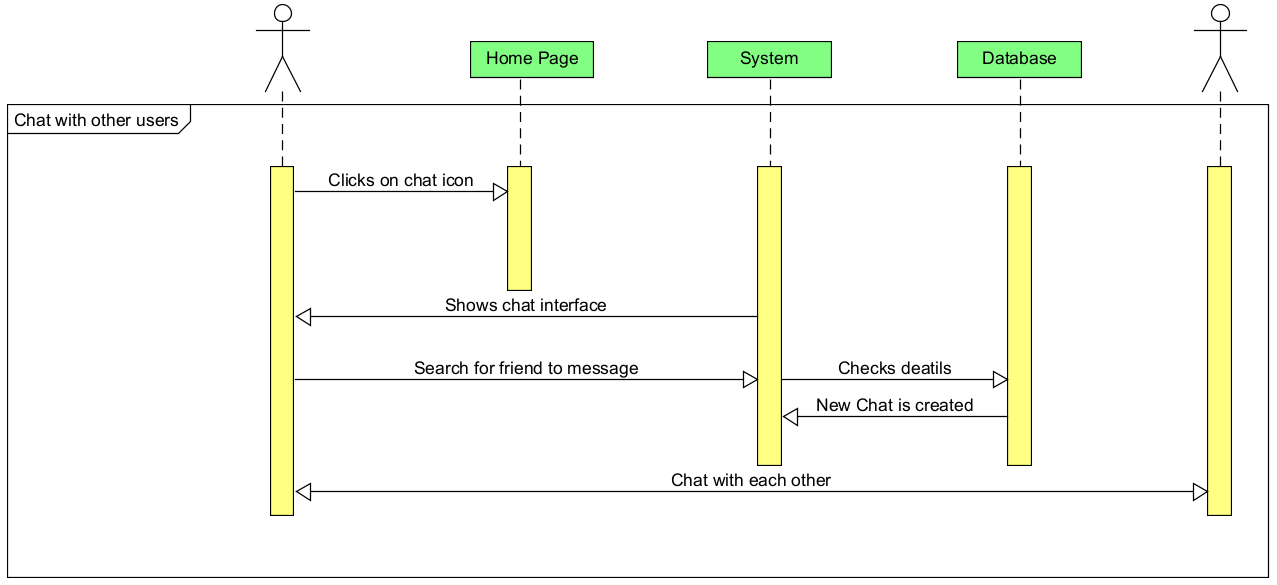 Home Page
System
Database
Chat with other users
Clicks on chat icon
Shows chat interface
Search for friend to message
Checks deatils
New Chat is created
Chat with each other